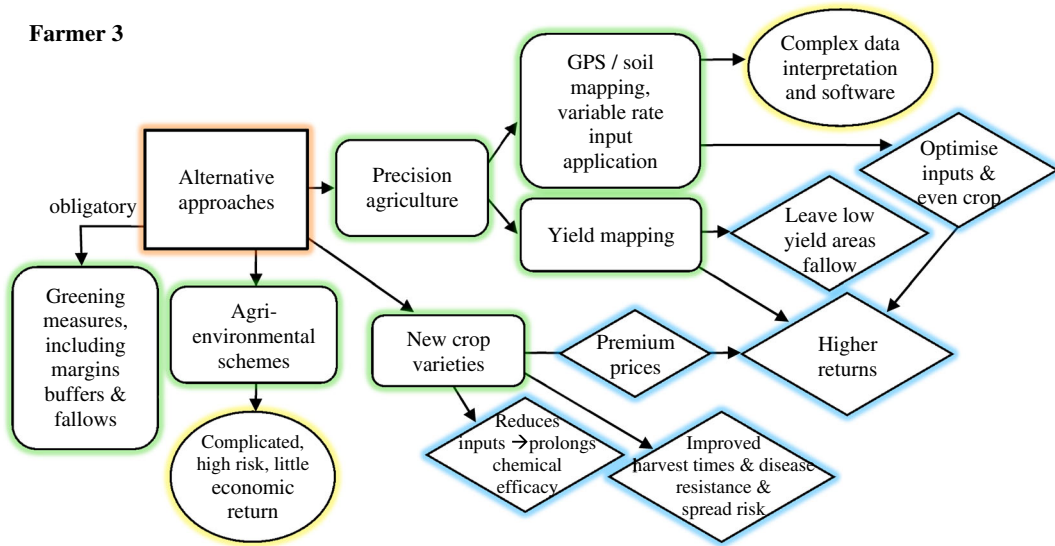 Farmer 3
GPS / soil
mapping,
variable rate
input
application
Complex data
interpretation
and software
Alternative
approaches
Precision
agriculture
Optimise
inputs &
even crop
obligatory
Yield mapping
Leave low
yield areas
fallow
Greening
measures,
including
margins
buffers &
fallows
Agri-
environmental
schemes
New crop
varieties
Premium
prices
Higher
returns
Complicated,
high risk, little
economic
return
Reduces
inputs →prolongs
chemical
efficacy
Improved
harvest times & disease
resistance &
spread risk